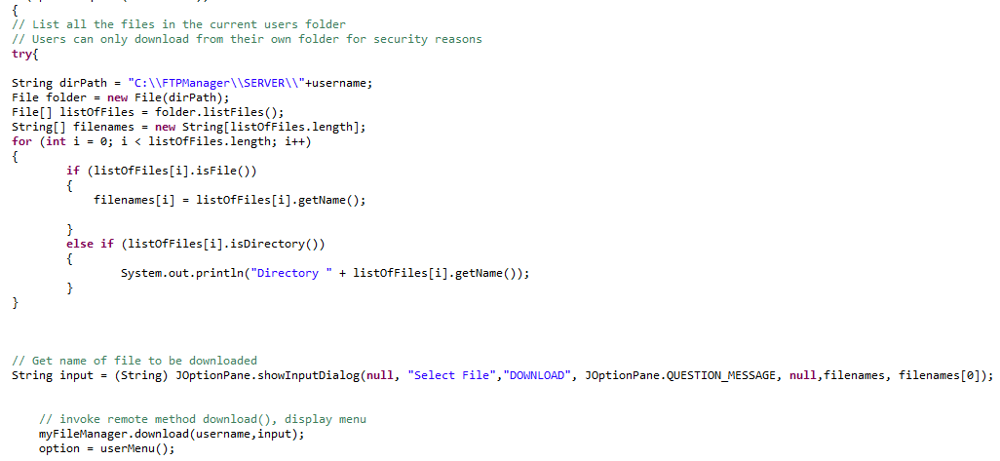 {
// List all the files in the current users folder
// Users can only download from their own folder for security reasons
try{
String dirPath = "C:\\FTPManager\\SERVER\\"+username;
File folder = new File(dirPath);
File[] listOfFiles = folder.listFiles();
String[] filenames = new String[listOfFiles.length];
for (int i = 0; i < listOfFiles.length; i++)
{
if (listOfFiles[i].isFile())
{
filenames[i] = listOfFiles[i].getName();
}
else if (listOfFiles[i].isDirectory())
{
System.out.println("Directory " + listOfFiles[i].getName());
}
}
// Get name of file to be downloaded
String input = (String) JOptionPane.showInputDialog(null, "Select File","DOWNLOAD", JOptionPane.QUESTION_MESSAGE, null,filenames, filenames[0]);
// invoke remote method download(), display menu
myFileManager.download(username,input);
option = userMenu();